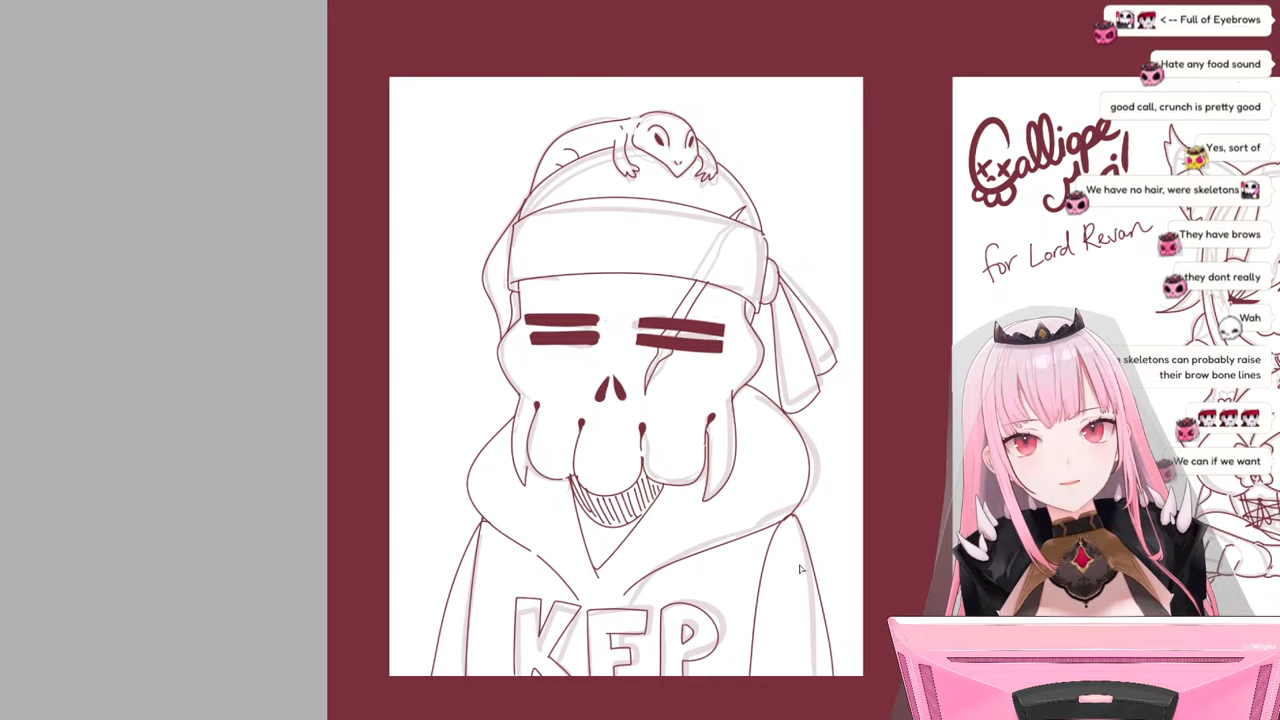 < -- Full of Eyebrows
Hate any food sound
good call, crunch is pretty good
Yes, sort of
We have no hair, were skeletons
They have brows
they dont really
Wah
skeletons can probably raise
their brow bone lines
We can if we want
Calliope
for Lord Revan
KFP